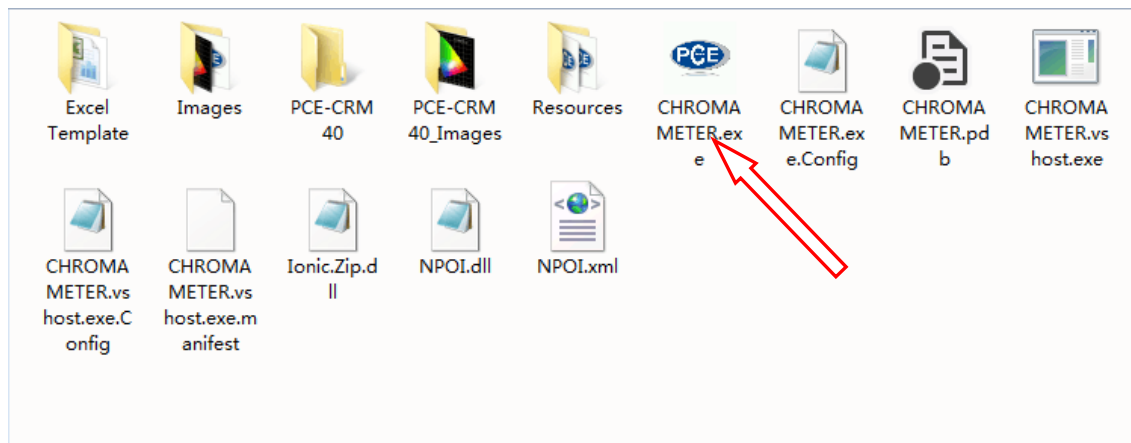 Excel
Template
Images
PCE-CRM
40
PCE-CRM
40_Images
Resources
PCE
CHROMA
METER.ex
e
CHROMA
METER.ex
e.Config
CHROMA
METER.pd
b
CHROMA
METER.vs
host.exe
CHROMA
METER.vs
host.exe.C
onfig
CHROMA
METER.vs
host.exe.m
anifest
Ionic.Zip.d
ll
NPOI.dll
NPOI.xml